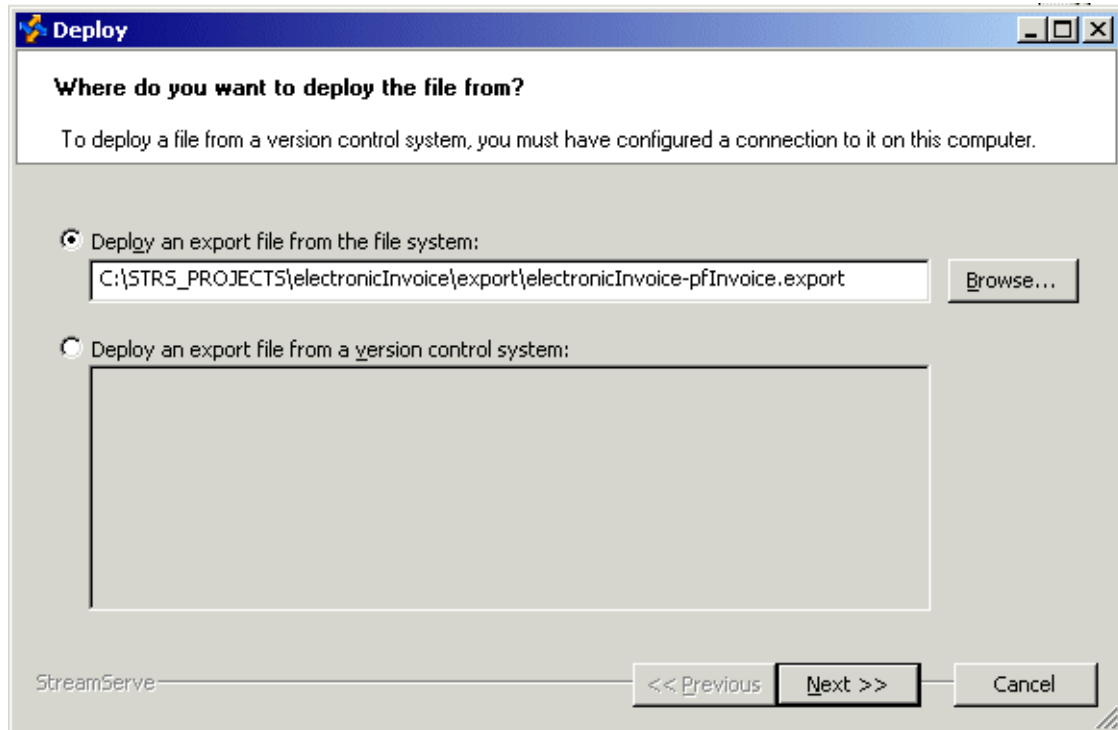 Deploy
Where do you want to deploy the file from?
To deploy a file from a version control system, you must have configured a connection to it on this computer.
Deploy an export file from the file system:
C:\STRS_PROJECTS\electronicInvoice\export\electronicInvoice-pfInvoice.export
Browse...
Deploy an export file from a version control system:
StreamServe
<< Previous
Next >>
Cancel